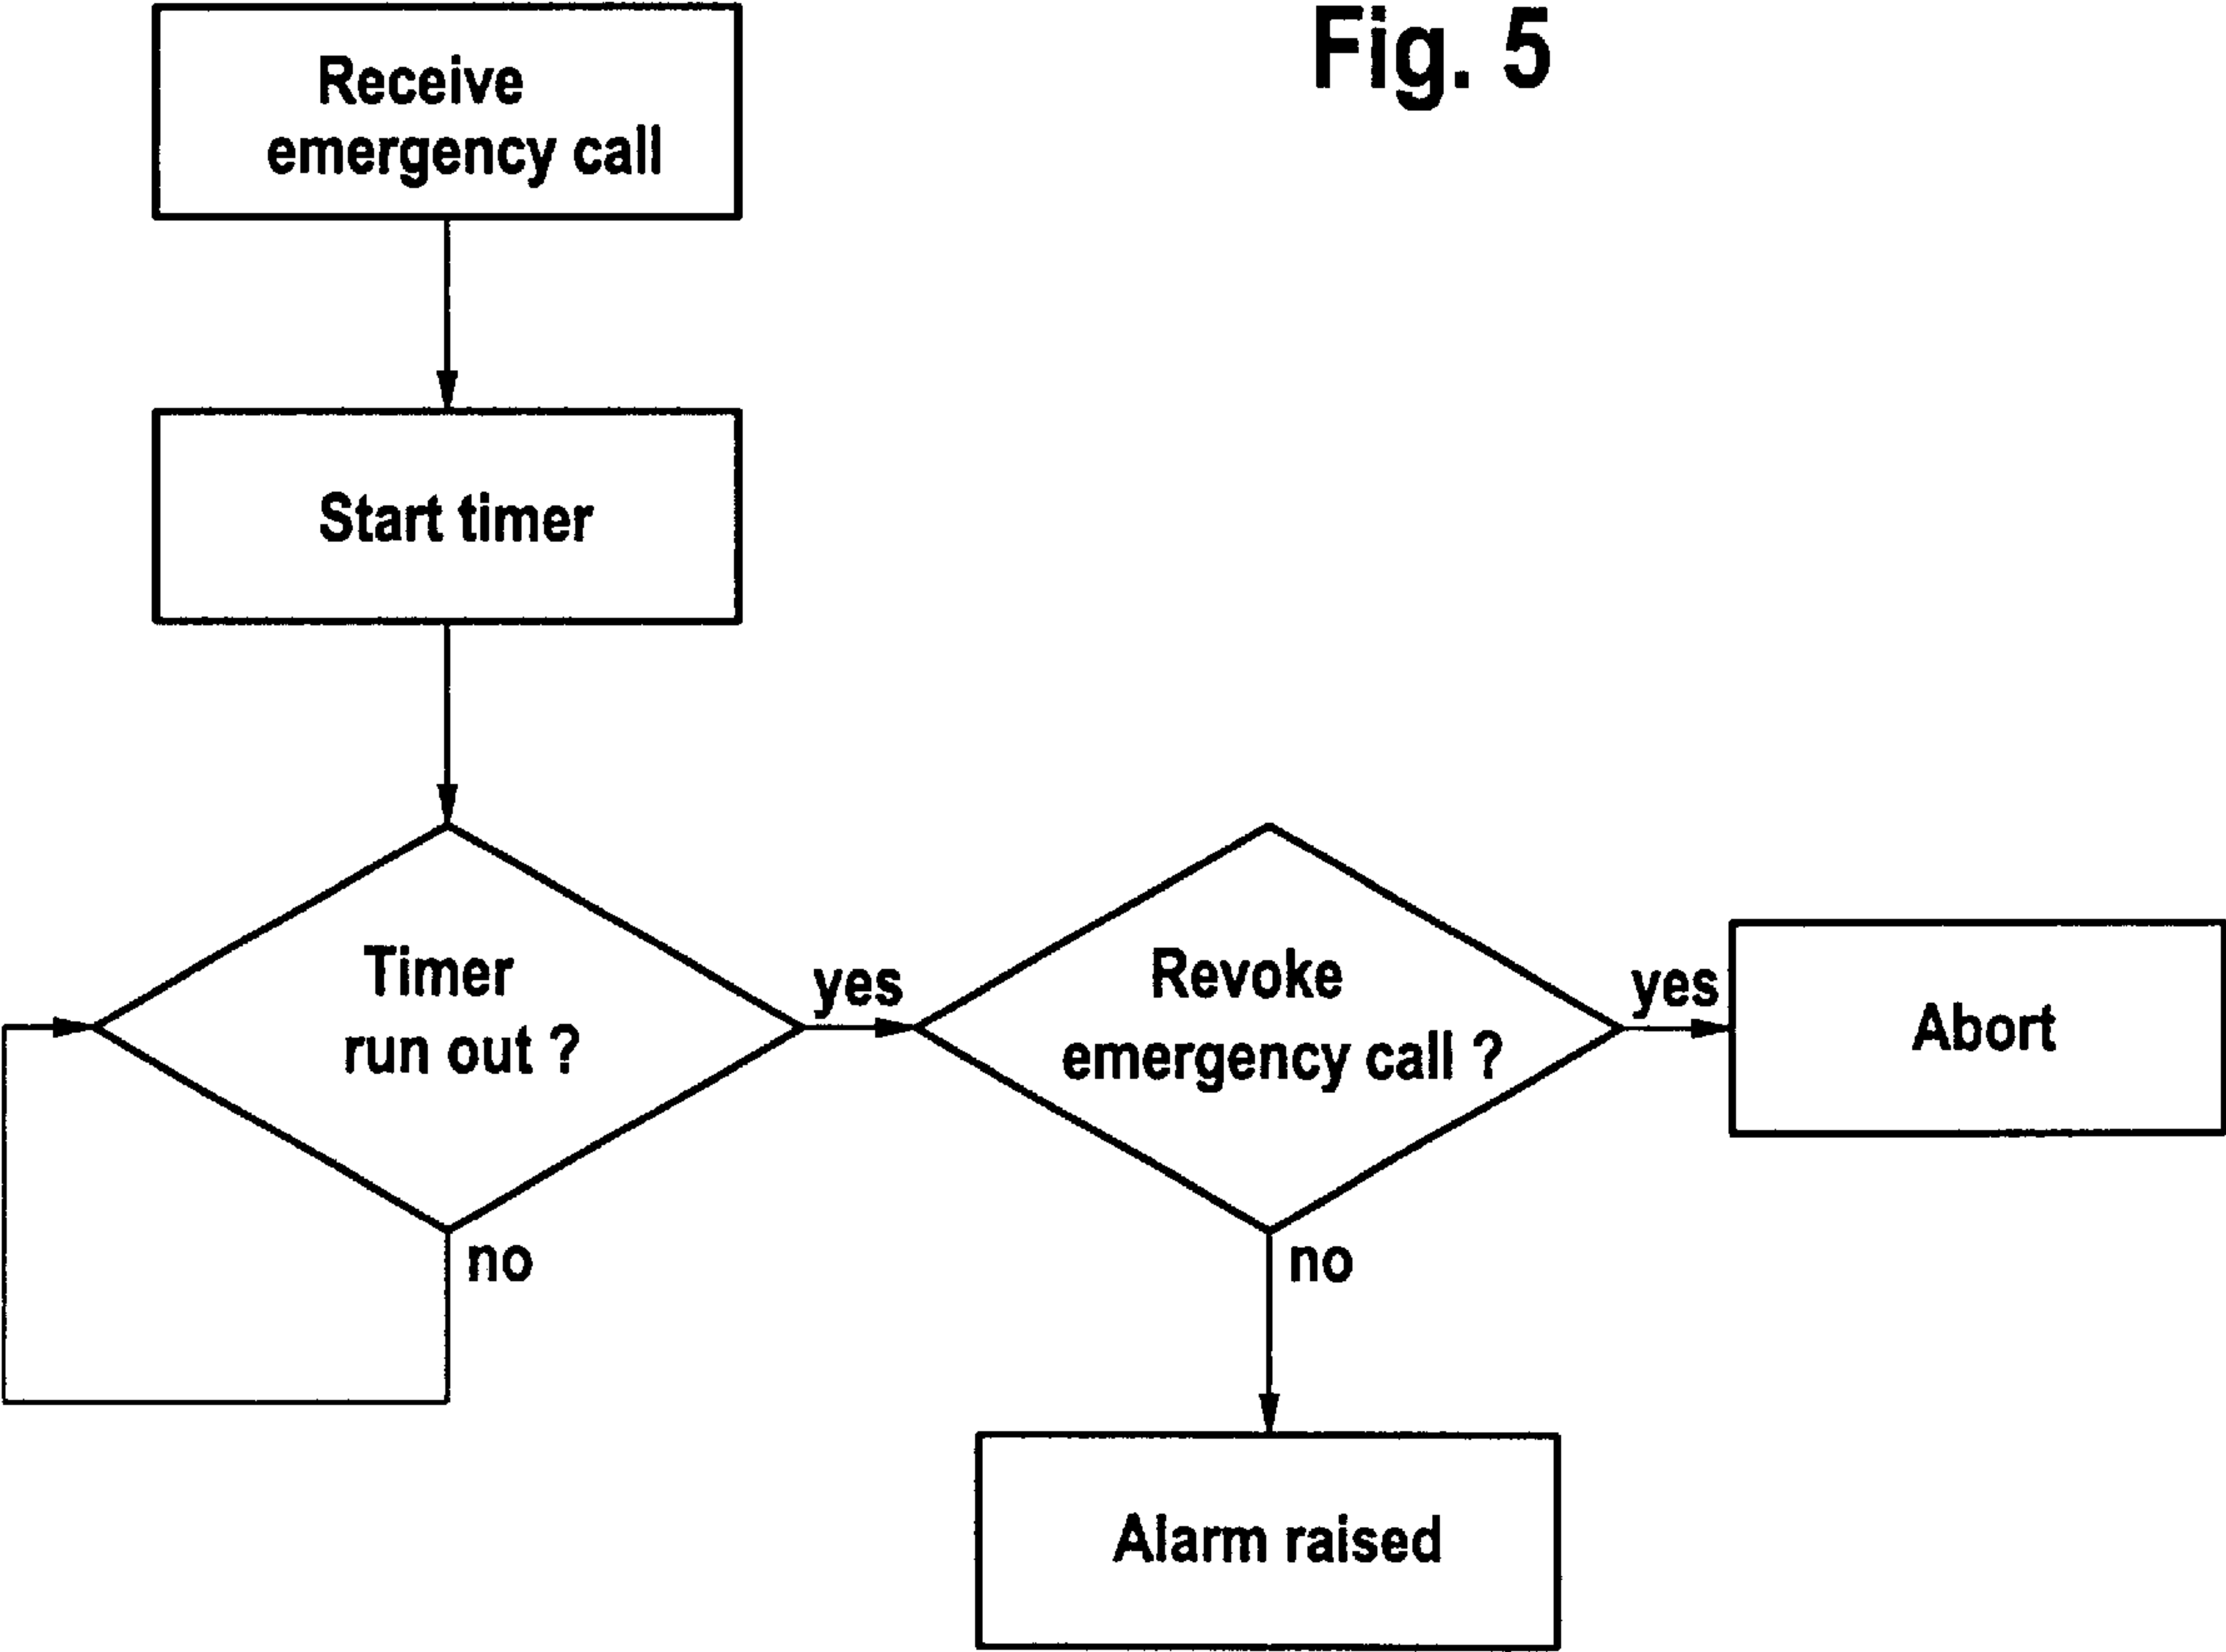 Fig. 5
Receive
emergency call
Start timer
Timer
run out ?
yes
no
Revoke
emergency call ?
yes
no
Abort
Alarm raised